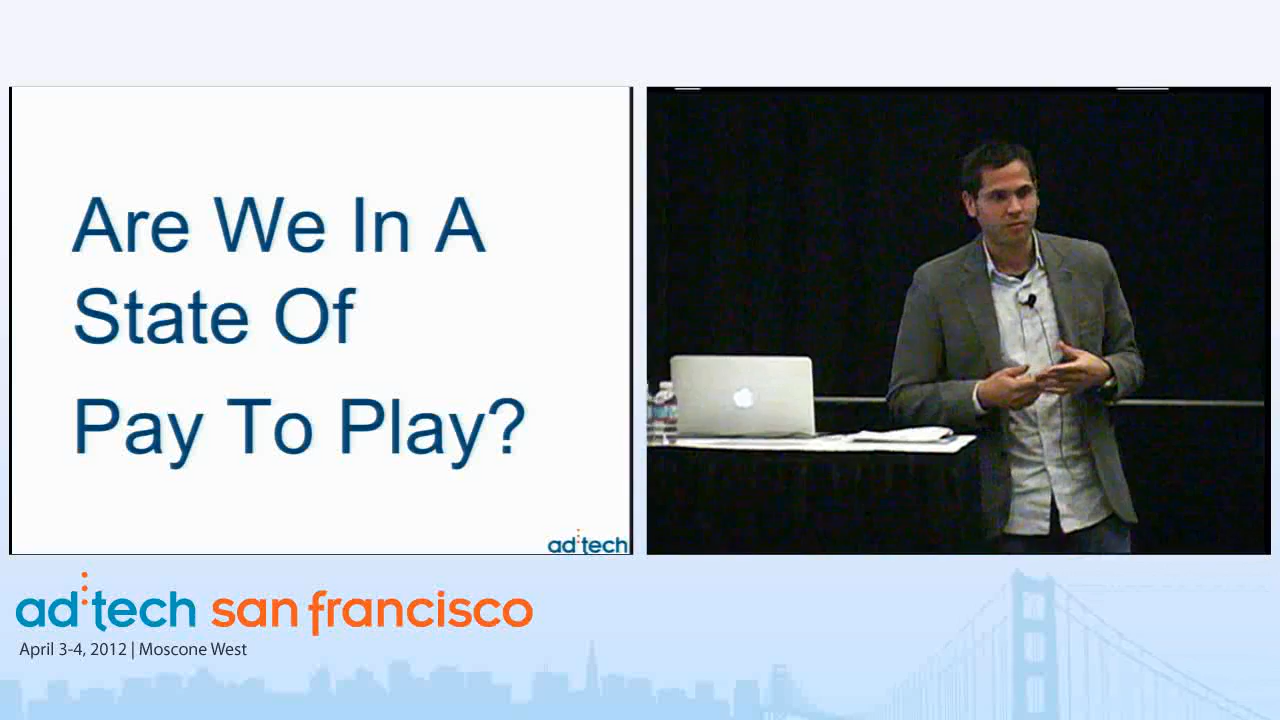 Are We In A
State Of
Pay To Play?
ad:tech
ad:tech san francisco
April 3-4, 2012 | Moscone West